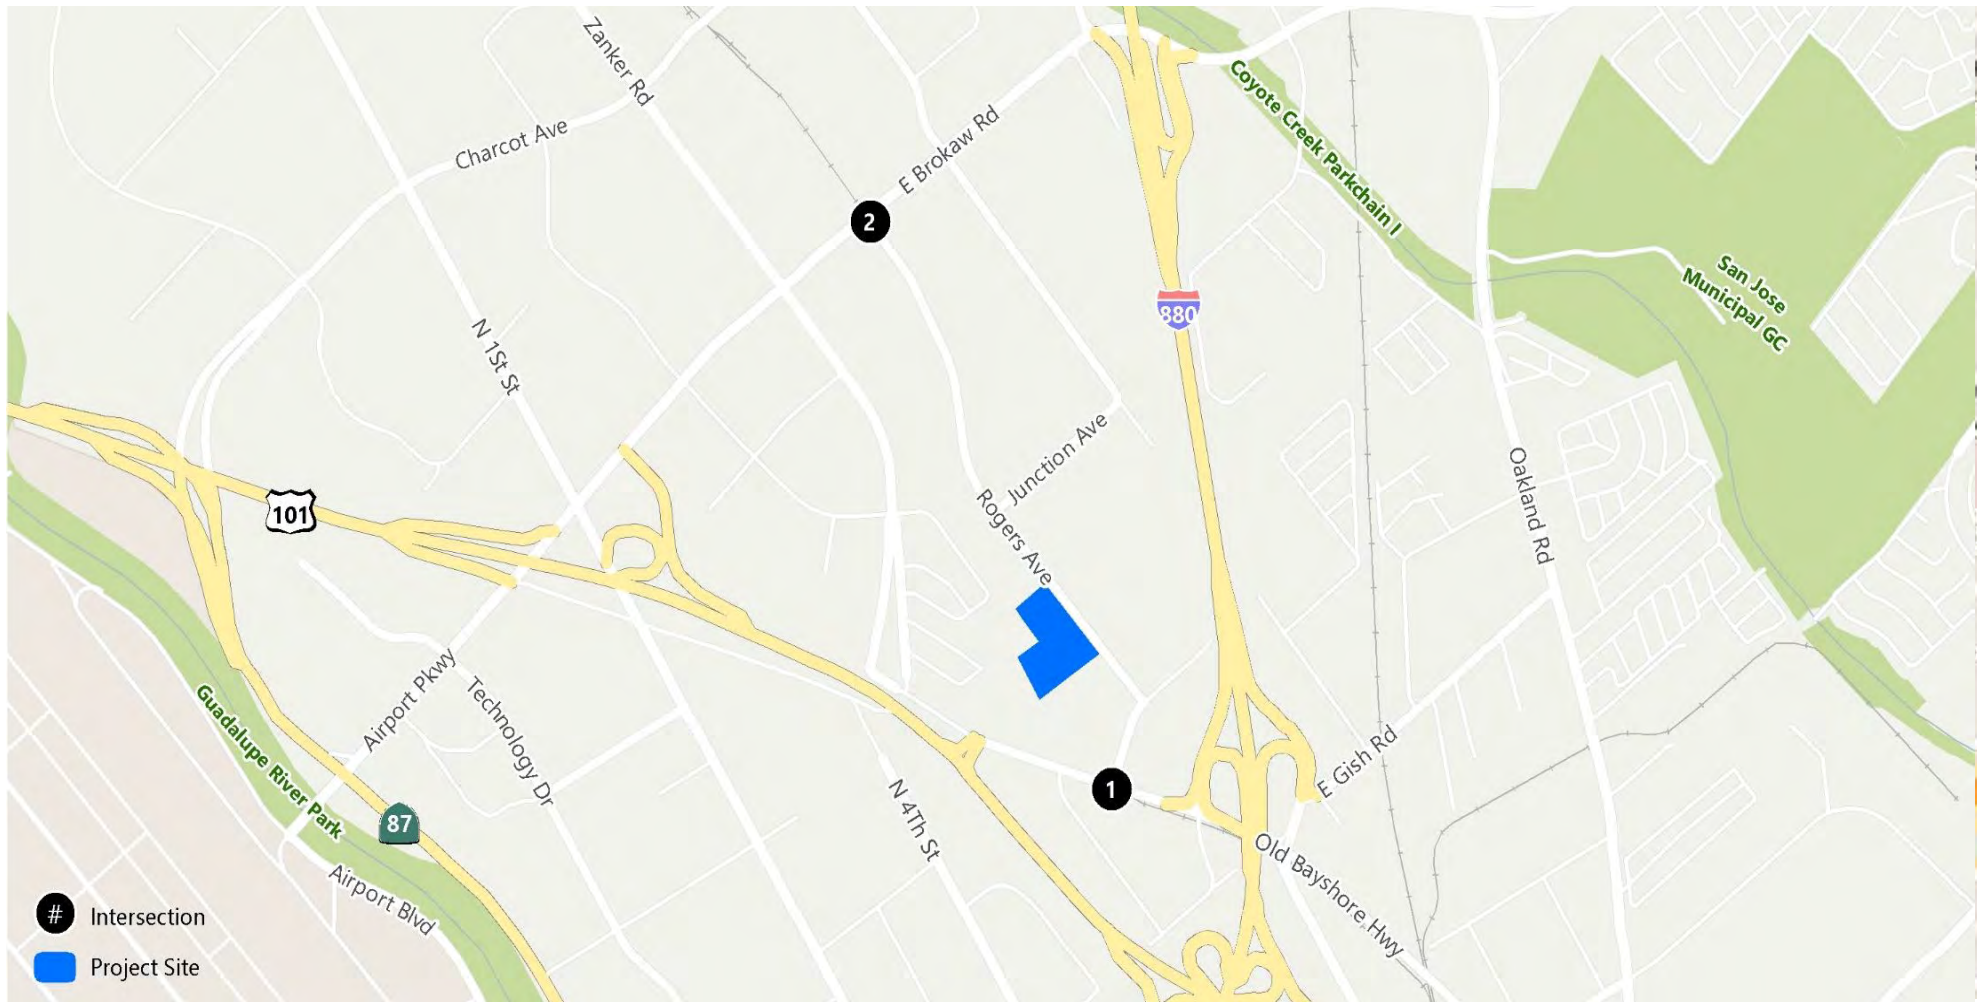 Zanker Rd
Charcot Ave
E Brokaw Rd
Coyote Creek Parkchain I
2
San Jose
Municipal GC
880
N 1St St
Junction Ave
Oakland Rd
Rogers Ave
101
Airport Pkwy
Technology Dr
Guadalupe River Park
E Gish Rd
1
N 4Th St
87
Old Bayshore Hwy
Airport Blvd
# Intersection
Project Site